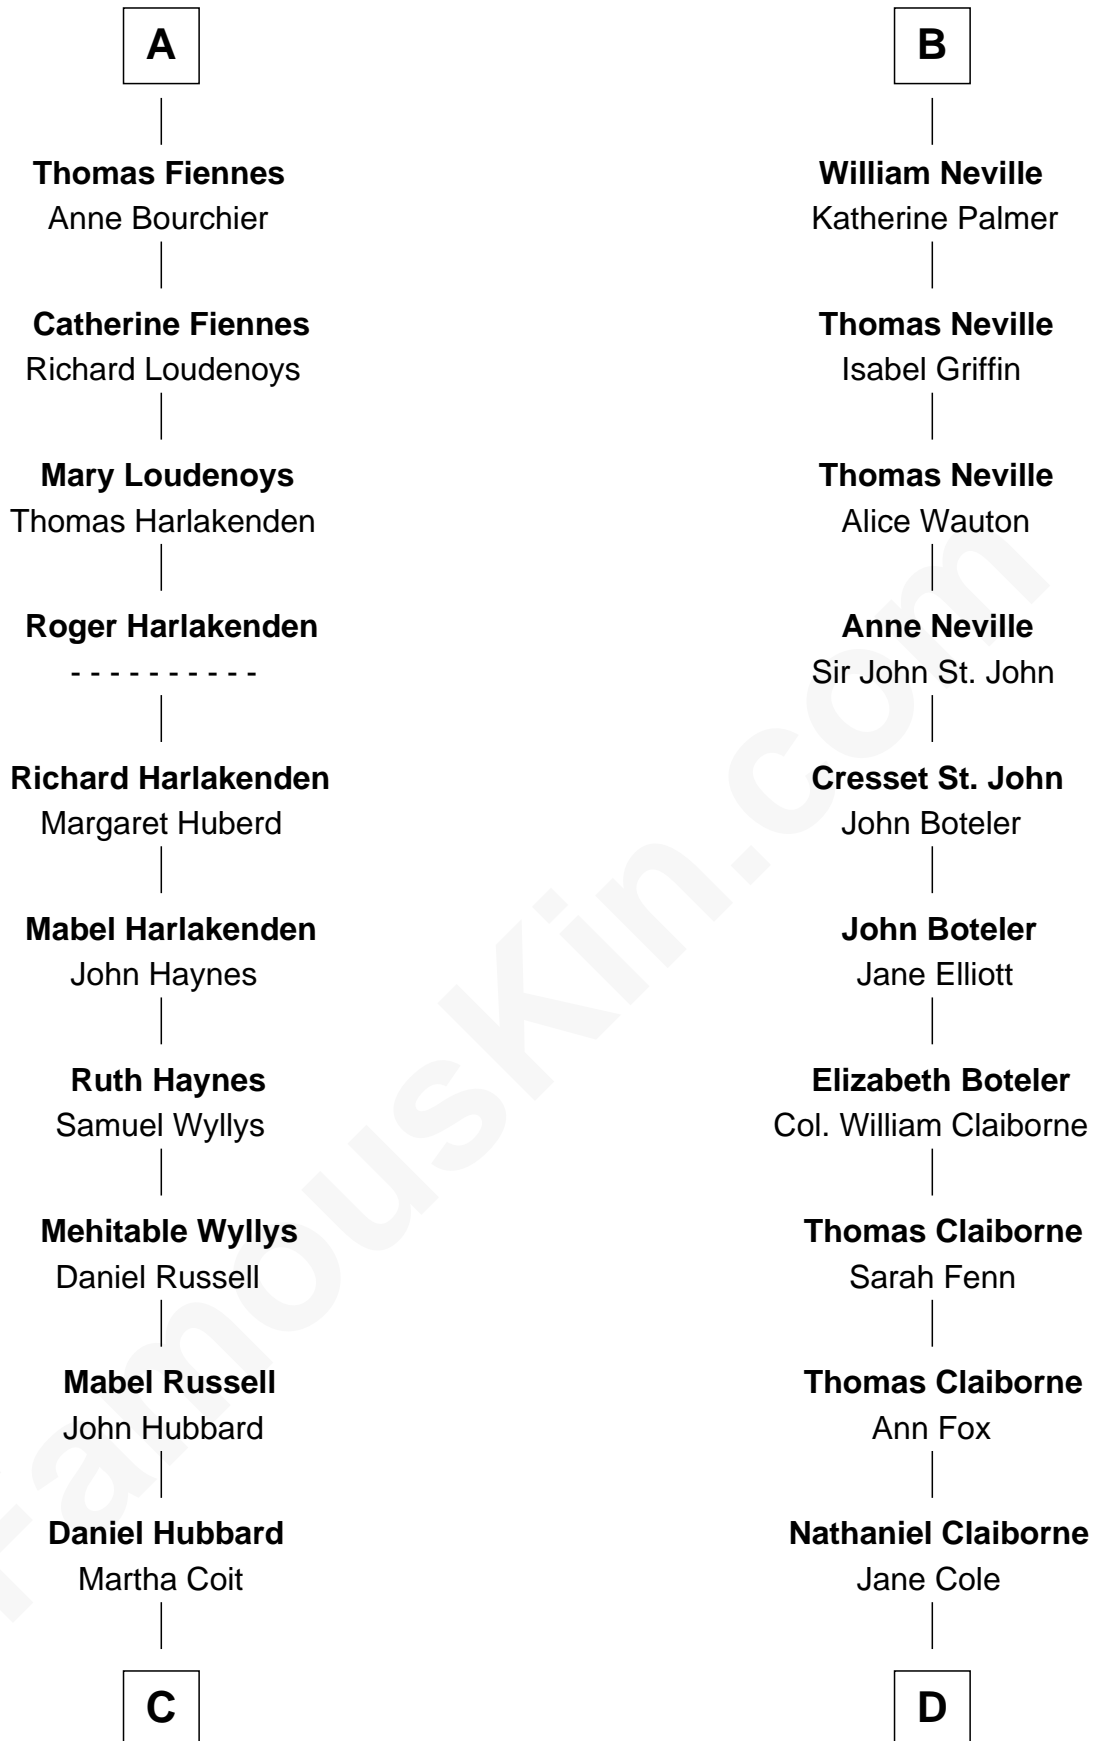 A
Thomas Fiennes
Anne Bourchier
Catherine Fiennes
Richard Loudenoys
Mary Loudenoys
Thomas Harlakenden
Roger Harlakenden
- - - - - - - - - -
Richard Harlakenden
Margaret Huberd
Mabel Harlakenden
John Haynes
Ruth Haynes
Samuel Wyllys
Mehitable Wyllys
Daniel Russell
Mabel Russell
John Hubbard
Daniel Hubbard
Martha Coit
C
B
William Neville
Katherine Palmer
Thomas Neville
Isabel Griffin
Thomas Neville
Alice Wauton
Anne Neville
Sir John St. John
Cresset St. John
John Boteler
John Boteler
Jane Elliott
Elizabeth Boteler
Col. William Claiborne
Thomas Claiborne
Sarah Fenn
Thomas Claiborne
Ann Fox
Nathaniel Claiborne
Jane Cole
D
FamousKin.com